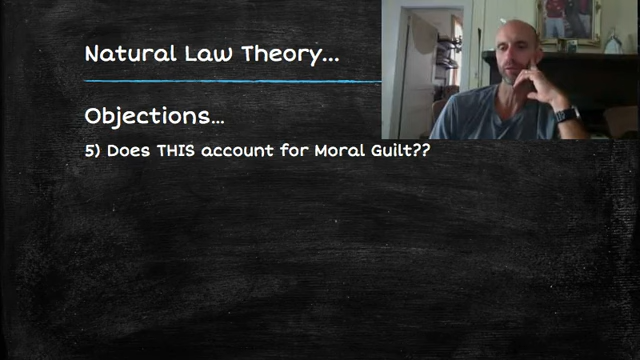 Natural Law Theory...
Objections...
5) Does THIS account for Moral Guilt??